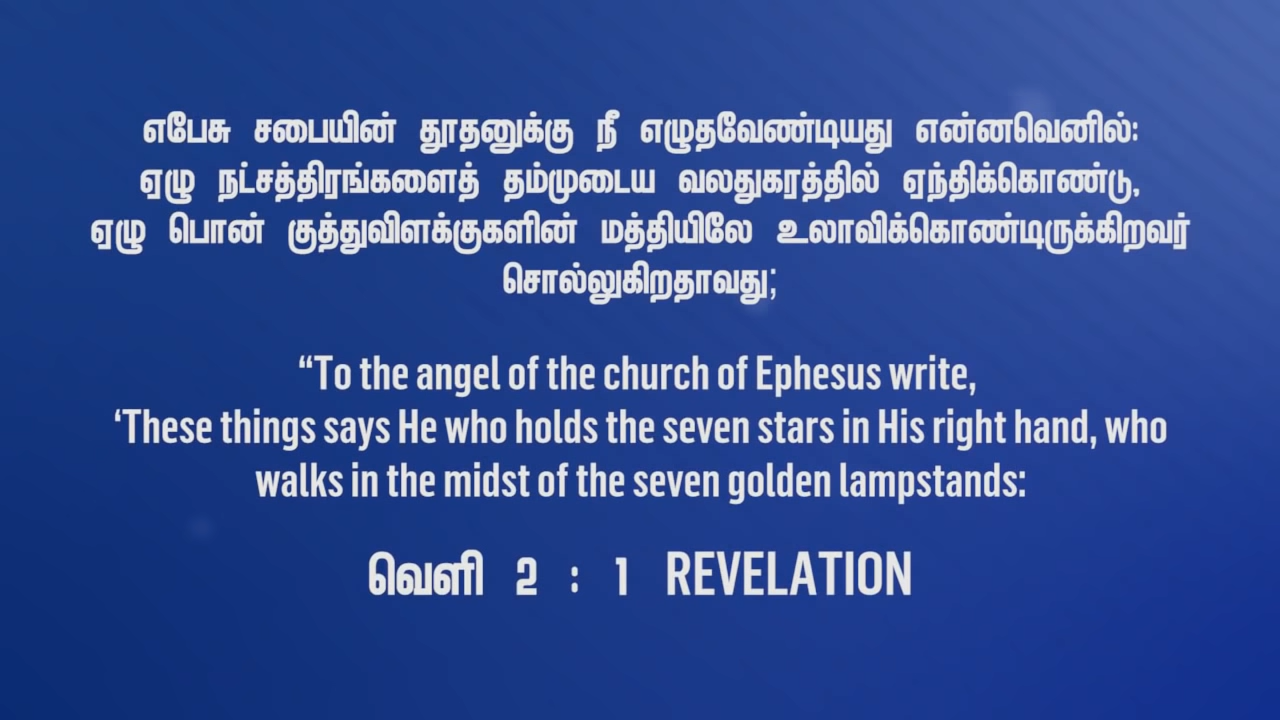 எபேசு சபையின் தூதனுக்கு நீ எழுதவேண்டியது என்னவெனில்:
ஏழு நட்சத்திரங்களைத் தம்முடைய வலதுகரத்தில் ஏந்திக்கொண்டு,
ஏழு பொன் குத்துவிளக்குகளின் மத்தியிலே உலாவிக்கொண்டிருக்கிறவர்
சொல்லுகிறதாவது;
“To the angel of the church of Ephesus write,
‘These things says He who holds the seven stars in His right hand, who
walks in the midst of the seven golden lampstands:
வெளி 2 : 1 REVELATION